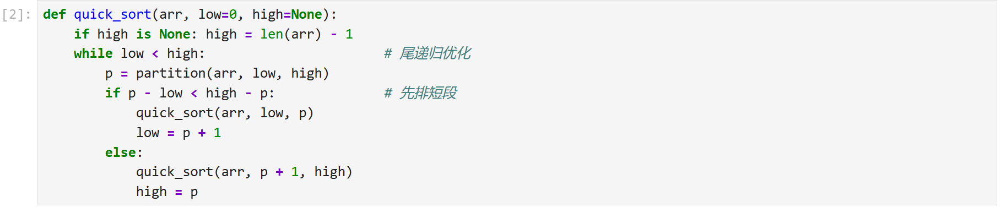 [2]: def quick_sort(arr, low=0, high=None):
    if high is None: high = len(arr) - 1
    while low < high:                       # 尾递归优化
        p = partition(arr, low, high)
        if p - low < high - p:              # 先排短段
            quick_sort(arr, low, p)
            low = p + 1
        else:
            quick_sort(arr, p + 1, high)
            high = p